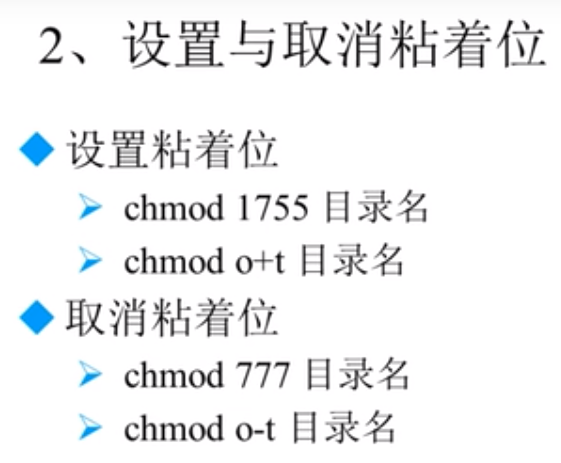 2、设置与取消粘着位
设置粘着位
chmod 1755 目录名
chmod o+t 目录名
取消粘着位
chmod 777 目录名
chmod o-t 目录名